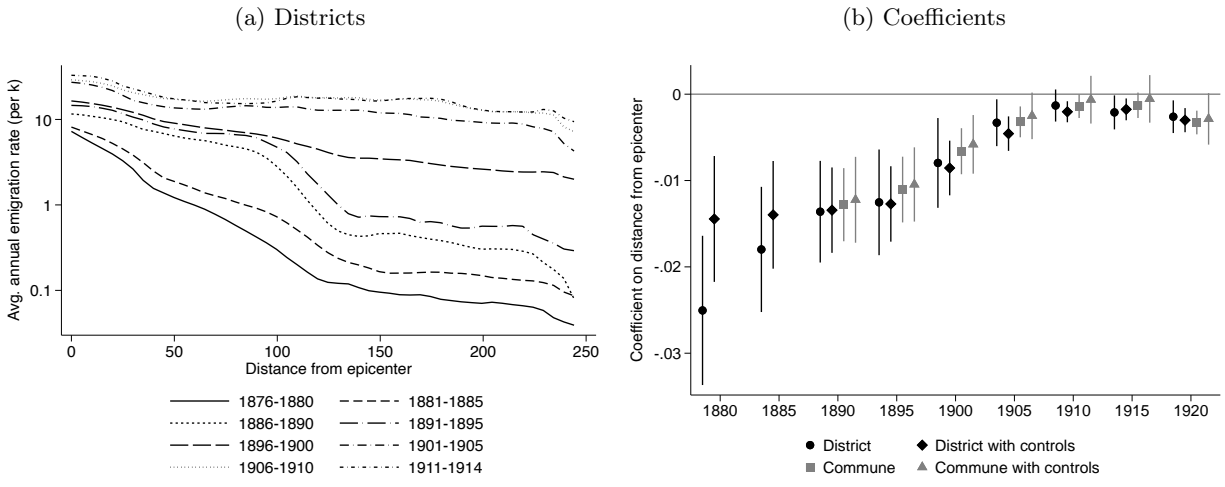 (a) Districts
Avg. annual emigration rate (per k)
10
1
0.1
0 50 100 150 200 250
Distance from epicenter
1876-1880 1881-1885
1886-1890 1891-1895
1896-1900 1901-1905
1906-1910 1911-1914
(b) Coefficients
Coefficient on distance from epicenter
0
-.01
-.02
-.03
1880 1885 1890 1895 1900 1905 1910 1915 1920
District District with controls
Commune Commune with controls